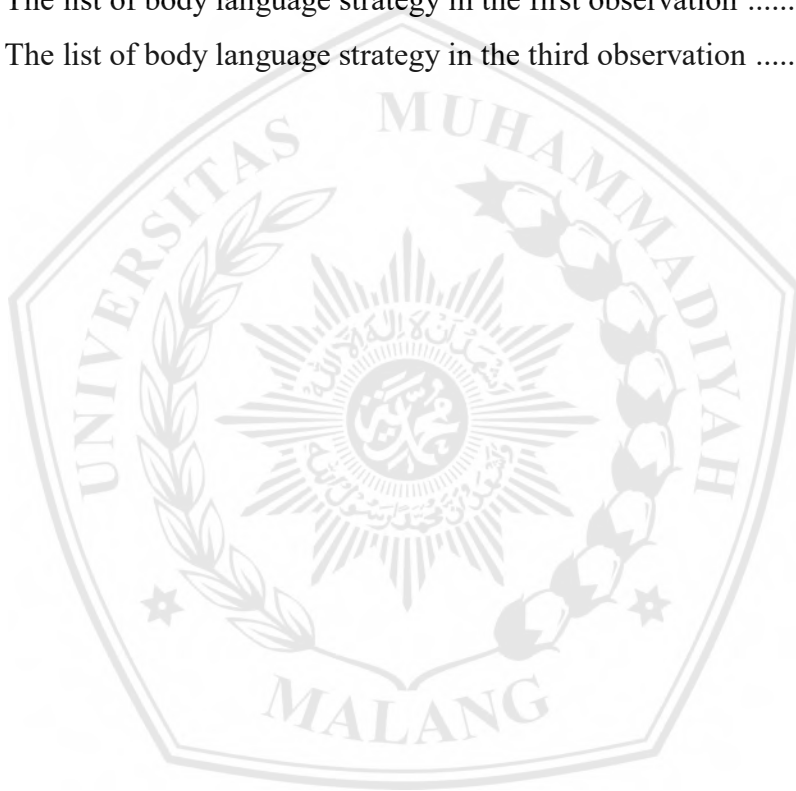 The list of body language strategy in the first observation ......
The list of body language strategy in the third observation .....
UNIVERSITAS MUHAMMADIYAH
MALANG